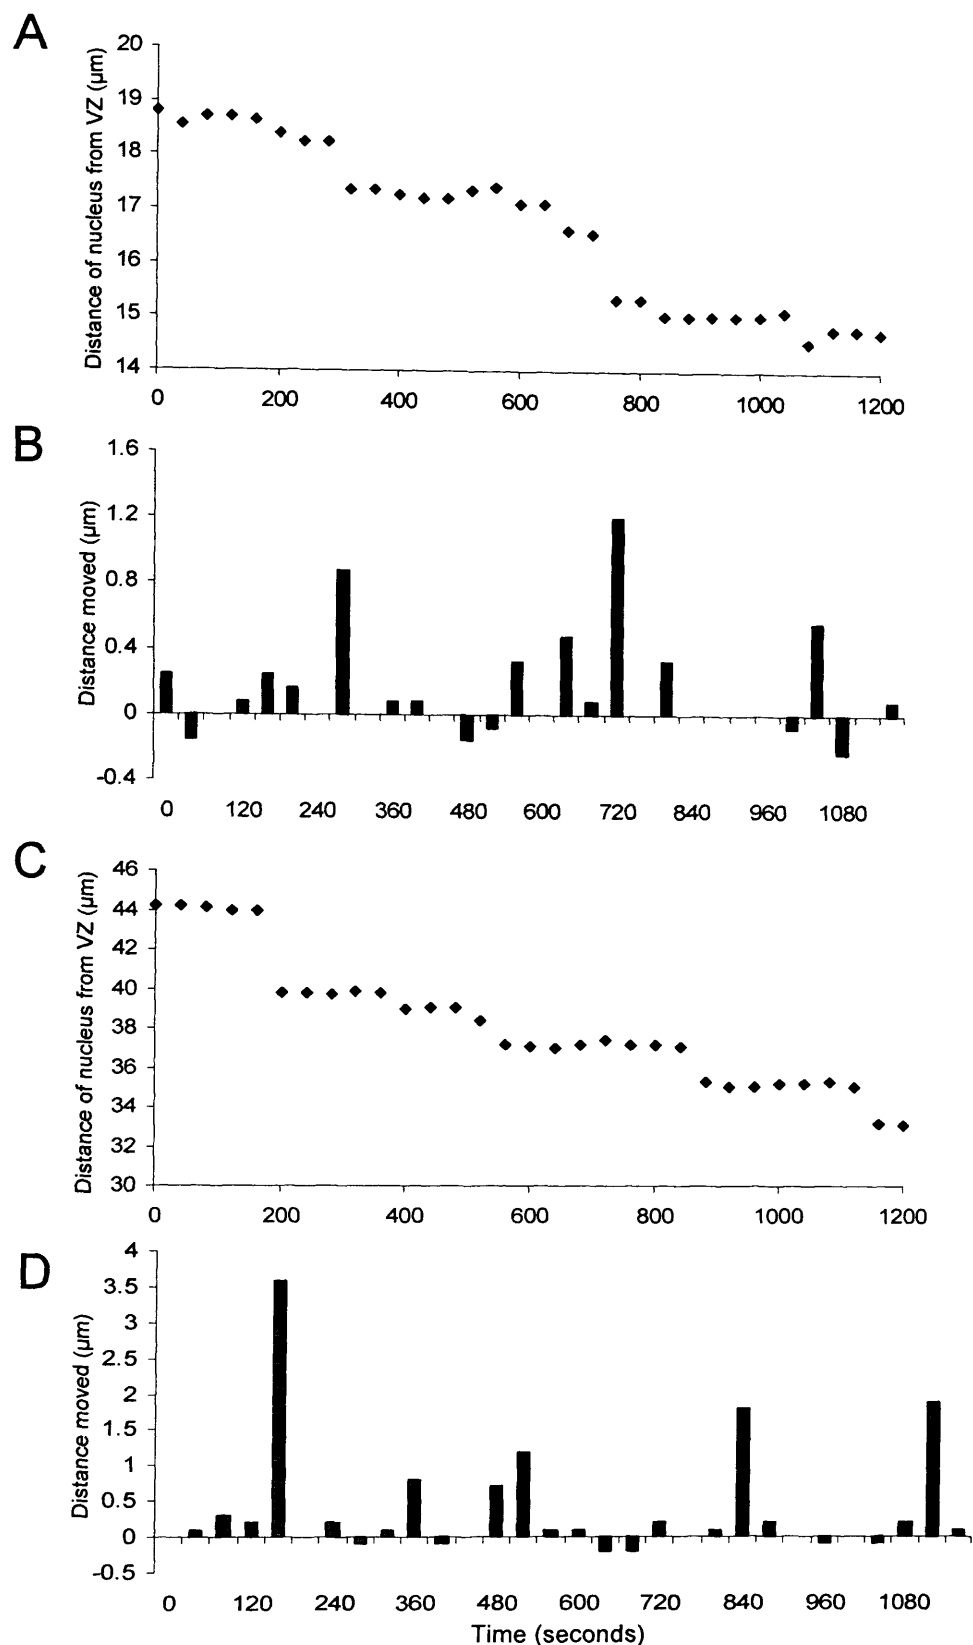 A
Distance of nucleus from VZ (µm)
20
19
18
17
16
15
14
0 200 400 600 800 1000 1200
B
Distance moved (µm)
1.6
1.2
0.8
0.4
0
-0.4
0 120 240 360 480 600 720 840 960 1080
C
Distance of nucleus from VZ (µm)
46
44
42
40
38
36
34
32
30
0 200 400 600 800 1000 1200
D
Distance moved (µm)
4
3.5
3
2.5
2
1.5
1
0.5
0
-0.5
0 120 240 360 480 600 720 840 960 1080
Time (seconds)